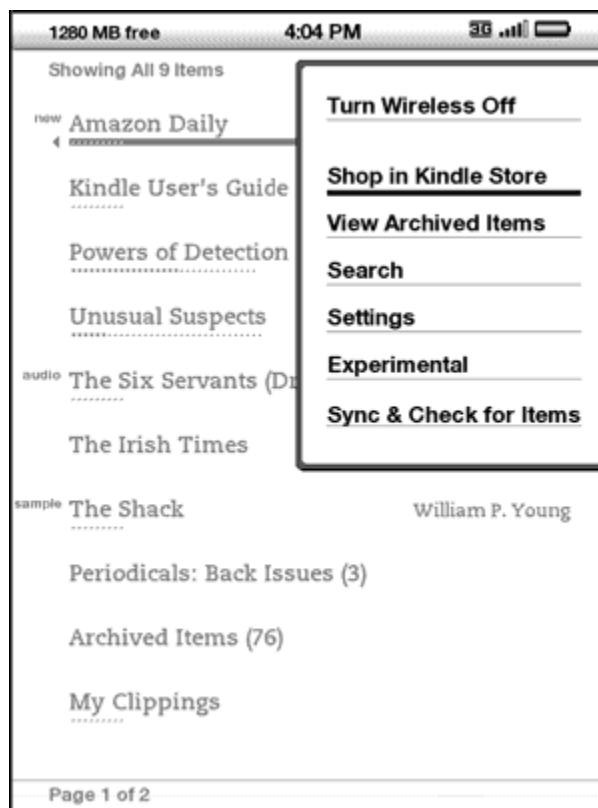 1280 MB free 4:04 PM 3G
Showing All 9 Items
Turn Wireless Off
new Amazon Daily
Shop in Kindle Store
Kindle User's Guide
View Archived Items
Powers of Detection
Search
Unusual Suspects
Settings
Experimental
audio The Six Servants (Dr
Sync & Check for Items
The Irish Times
sample The Shack William P. Young
Periodicals: Back Issues (3)
Archived Items (76)
My Clippings
Page 1 of 2